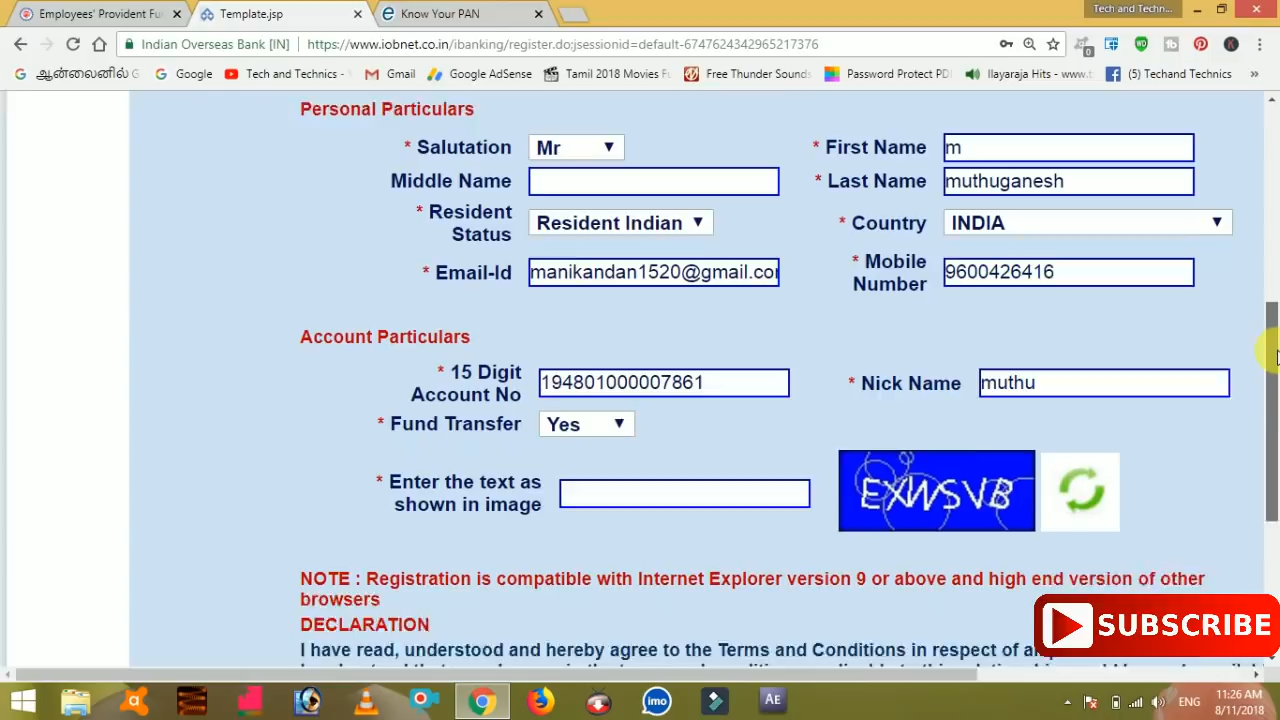 Employees' Provident Fu
Template.jsp
Know Your PAN
Tech and Techn...
Indian Overseas Bank [IN]
https://www.iobnet.co.in/ibanking/register.do;jsessionid=default-6747624342965217376
ஆன்லைனில் G
Google
Tech and Technics -
Gmail
Google AdSense
Tamil 2018 Movies F
Free Thunder Sounds
Password Protect PD
Ilayaraja Hits - www.t
(5) Techand Technics
»
Personal Particulars
* Salutation
Mr
* First Name
m
Middle Name
* Last Name
muthuganesh
* Resident
Status
Resident Indian
* Country
INDIA
* Email-Id
manikandan1520@gmail.co
* Mobile
Number
9600426416
Account Particulars
* 15 Digit
Account No
194801000007861
* Nick Name
muthu
* Fund Transfer
Yes
* Enter the text as
shown in image
EXWSVB
NOTE : Registration is compatible with Internet Explorer version 9 or above and high end version of other
browsers
DECLARATION
I have read, understood and hereby agree to the Terms and Conditions in respect of
SUBSCRIBE
imo
AE
ENG
11:26 AM
8/11/2018